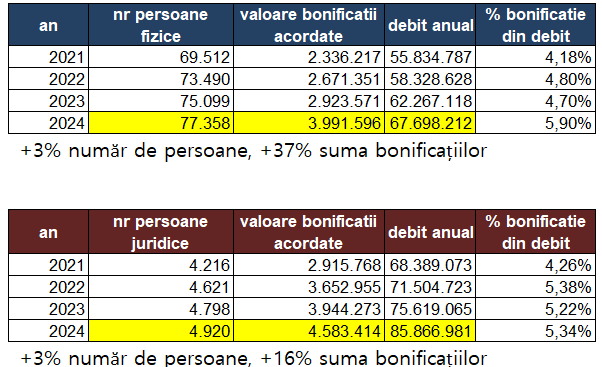 an nr persoane fizice valoare bonificatii acordate debit anual % bonificatie din debit
2021 69.512 2.336.217 55.834.787 4,18%
2022 73.490 2.671.351 58.328.628 4,80%
2023 75.099 2.923.571 62.267.118 4,70%
2024 77.358 3.991.596 67.698.212 5,90%
+3% număr de persoane, +37% suma bonificațiilor
an nr persoane juridice valoare bonificatii acordate debit anual % bonificatie din debit
2021 4.216 2.915.768 68.389.073 4,26%
2022 4.621 3.652.955 71.504.723 5,38%
2023 4.798 3.944.273 75.619.065 5,22%
2024 4.920 4.583.414 85.866.981 5,34%
+3% număr de persoane, +16% suma bonificațiilor